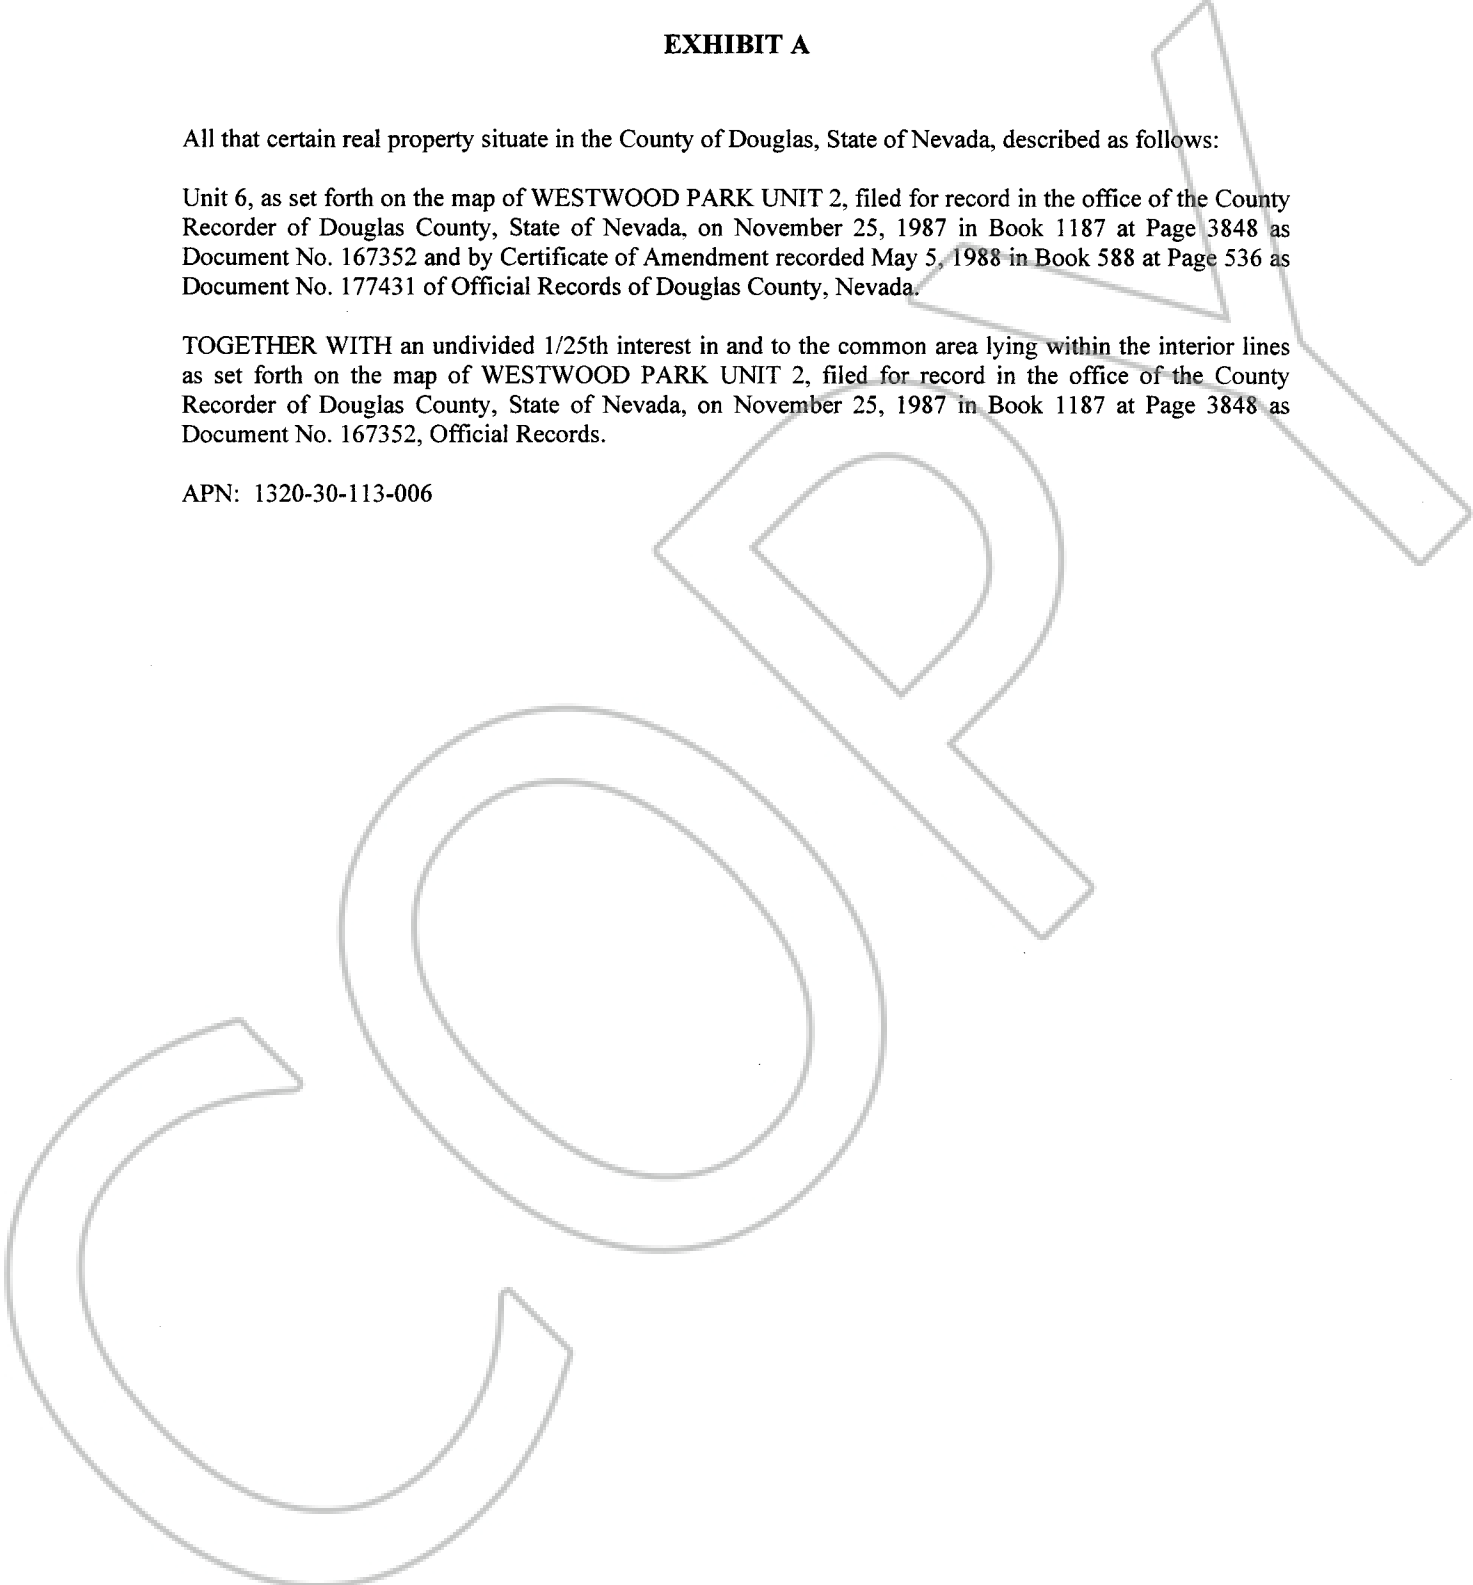 EXHIBIT A
All that certain real property situate in the County of Douglas, State of Nevada, described as follows:
Unit 6, as set forth on the map of WESTWOOD PARK UNIT 2, filed for record in the office of the County
Recorder of Douglas County, State of Nevada, on November 25, 1987 in Book 1187 at Page 3848 as
Document No. 167352 and by Certificate of Amendment recorded May 5, 1988 in Book 588 at Page 536 as
Document No. 177431 of Official Records of Douglas County, Nevada.
TOGETHER WITH an undivided 1/25th interest in and to the common area lying within the interior lines
as set forth on the map of WESTWOOD PARK UNIT 2, filed for record in the office of the County
Recorder of Douglas County, State of Nevada, on November 25, 1987 in Book 1187 at Page 3848 as
Document No. 167352, Official Records.
APN: 1320-30-113-006
COPY